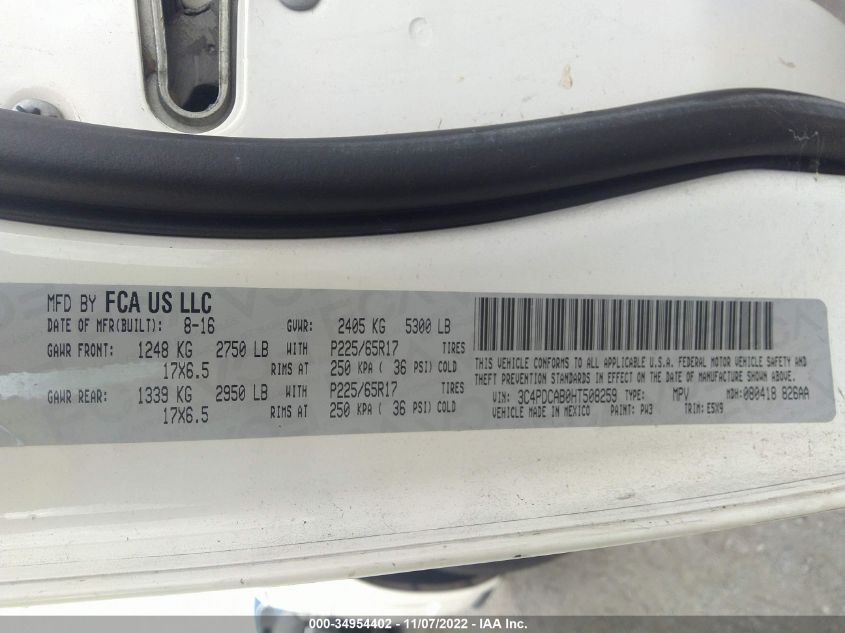 MFD BY FCA US LLC
DATE OF MFR(BUILT): 8-16 GVWR: 2405 KG 5300 LB
GAWR FRONT: 1248 KG 2750 LB WITH P225/65R17 TIRES
17X6.5 RIMS AT 250 KPA ( 36 PSI) COLD
GAWR REAR: 1339 KG 2950 LB WITH P225/65R17 TIRES
17X6.5 RIMS AT 250 KPA ( 36 PSI) COLD
THIS VEHICLE CONFORMS TO ALL APPLICABLE U.S.A. FEDERAL MOTOR VEHICLE SAFETY AND
THEFT PREVENTION STANDARDS IN EFFECT ON THE DATE OF MANUFACTURE SHOWN ABOVE.
VIN: 3C4PDCAB0HT508259 TYPE: MPV MDH: 080418 826AA
VEHICLE MADE IN MEXICO PAINT: PW3 TRIM: E5X9
000-34954402 - 11/07/2022 - IAA Inc.